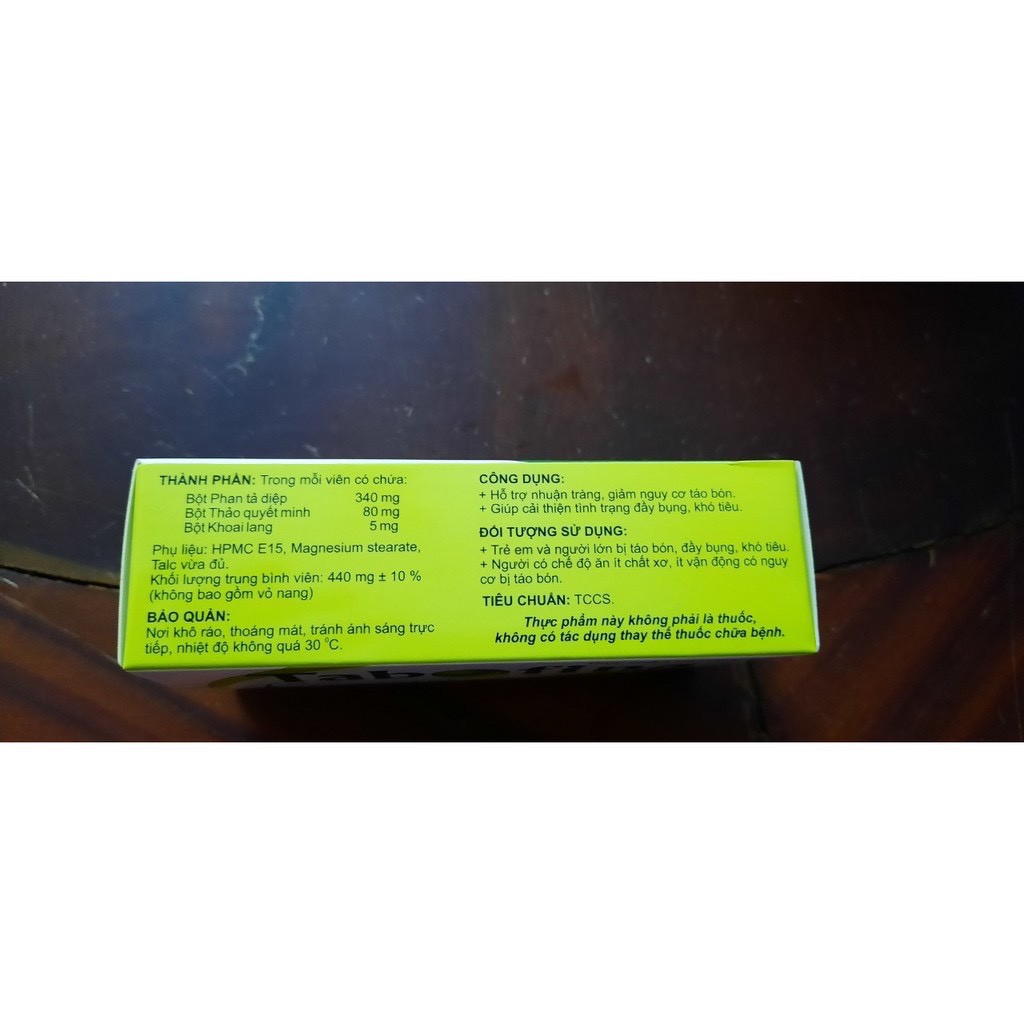 THÀNH PHẦN: Trong mỗi viên có chứa:
Bột Phan tả diệp 340 mg
Bột Thảo quyết minh 80 mg
Bột Khoai lang 5 mg
Phụ liệu: HPMC E15, Magnesium stearate,
Talc vừa đủ.
Khối lượng trung bình viên: 440 mg ± 10 %
(không bao gồm vỏ nang)
BẢO QUẢN:
Nơi khô ráo, thoáng mát, tránh ánh sáng trực
tiếp, nhiệt độ không quá 30 °C.
CÔNG DỤNG:
+ Hỗ trợ nhuận tràng, giảm nguy cơ táo bón.
+ Giúp cải thiện tình trạng đầy bụng, khó tiêu.
ĐỐI TƯỢNG SỬ DỤNG:
+ Trẻ em và người lớn bị táo bón, đầy bụng, khó tiêu.
+ Người có chế độ ăn ít chất xơ, ít vận động có nguy
cơ bị táo bón.
TIÊU CHUẨN: TCCS.
Thực phẩm này không phải là thuốc,
không có tác dụng thay thế thuốc chữa bệnh.